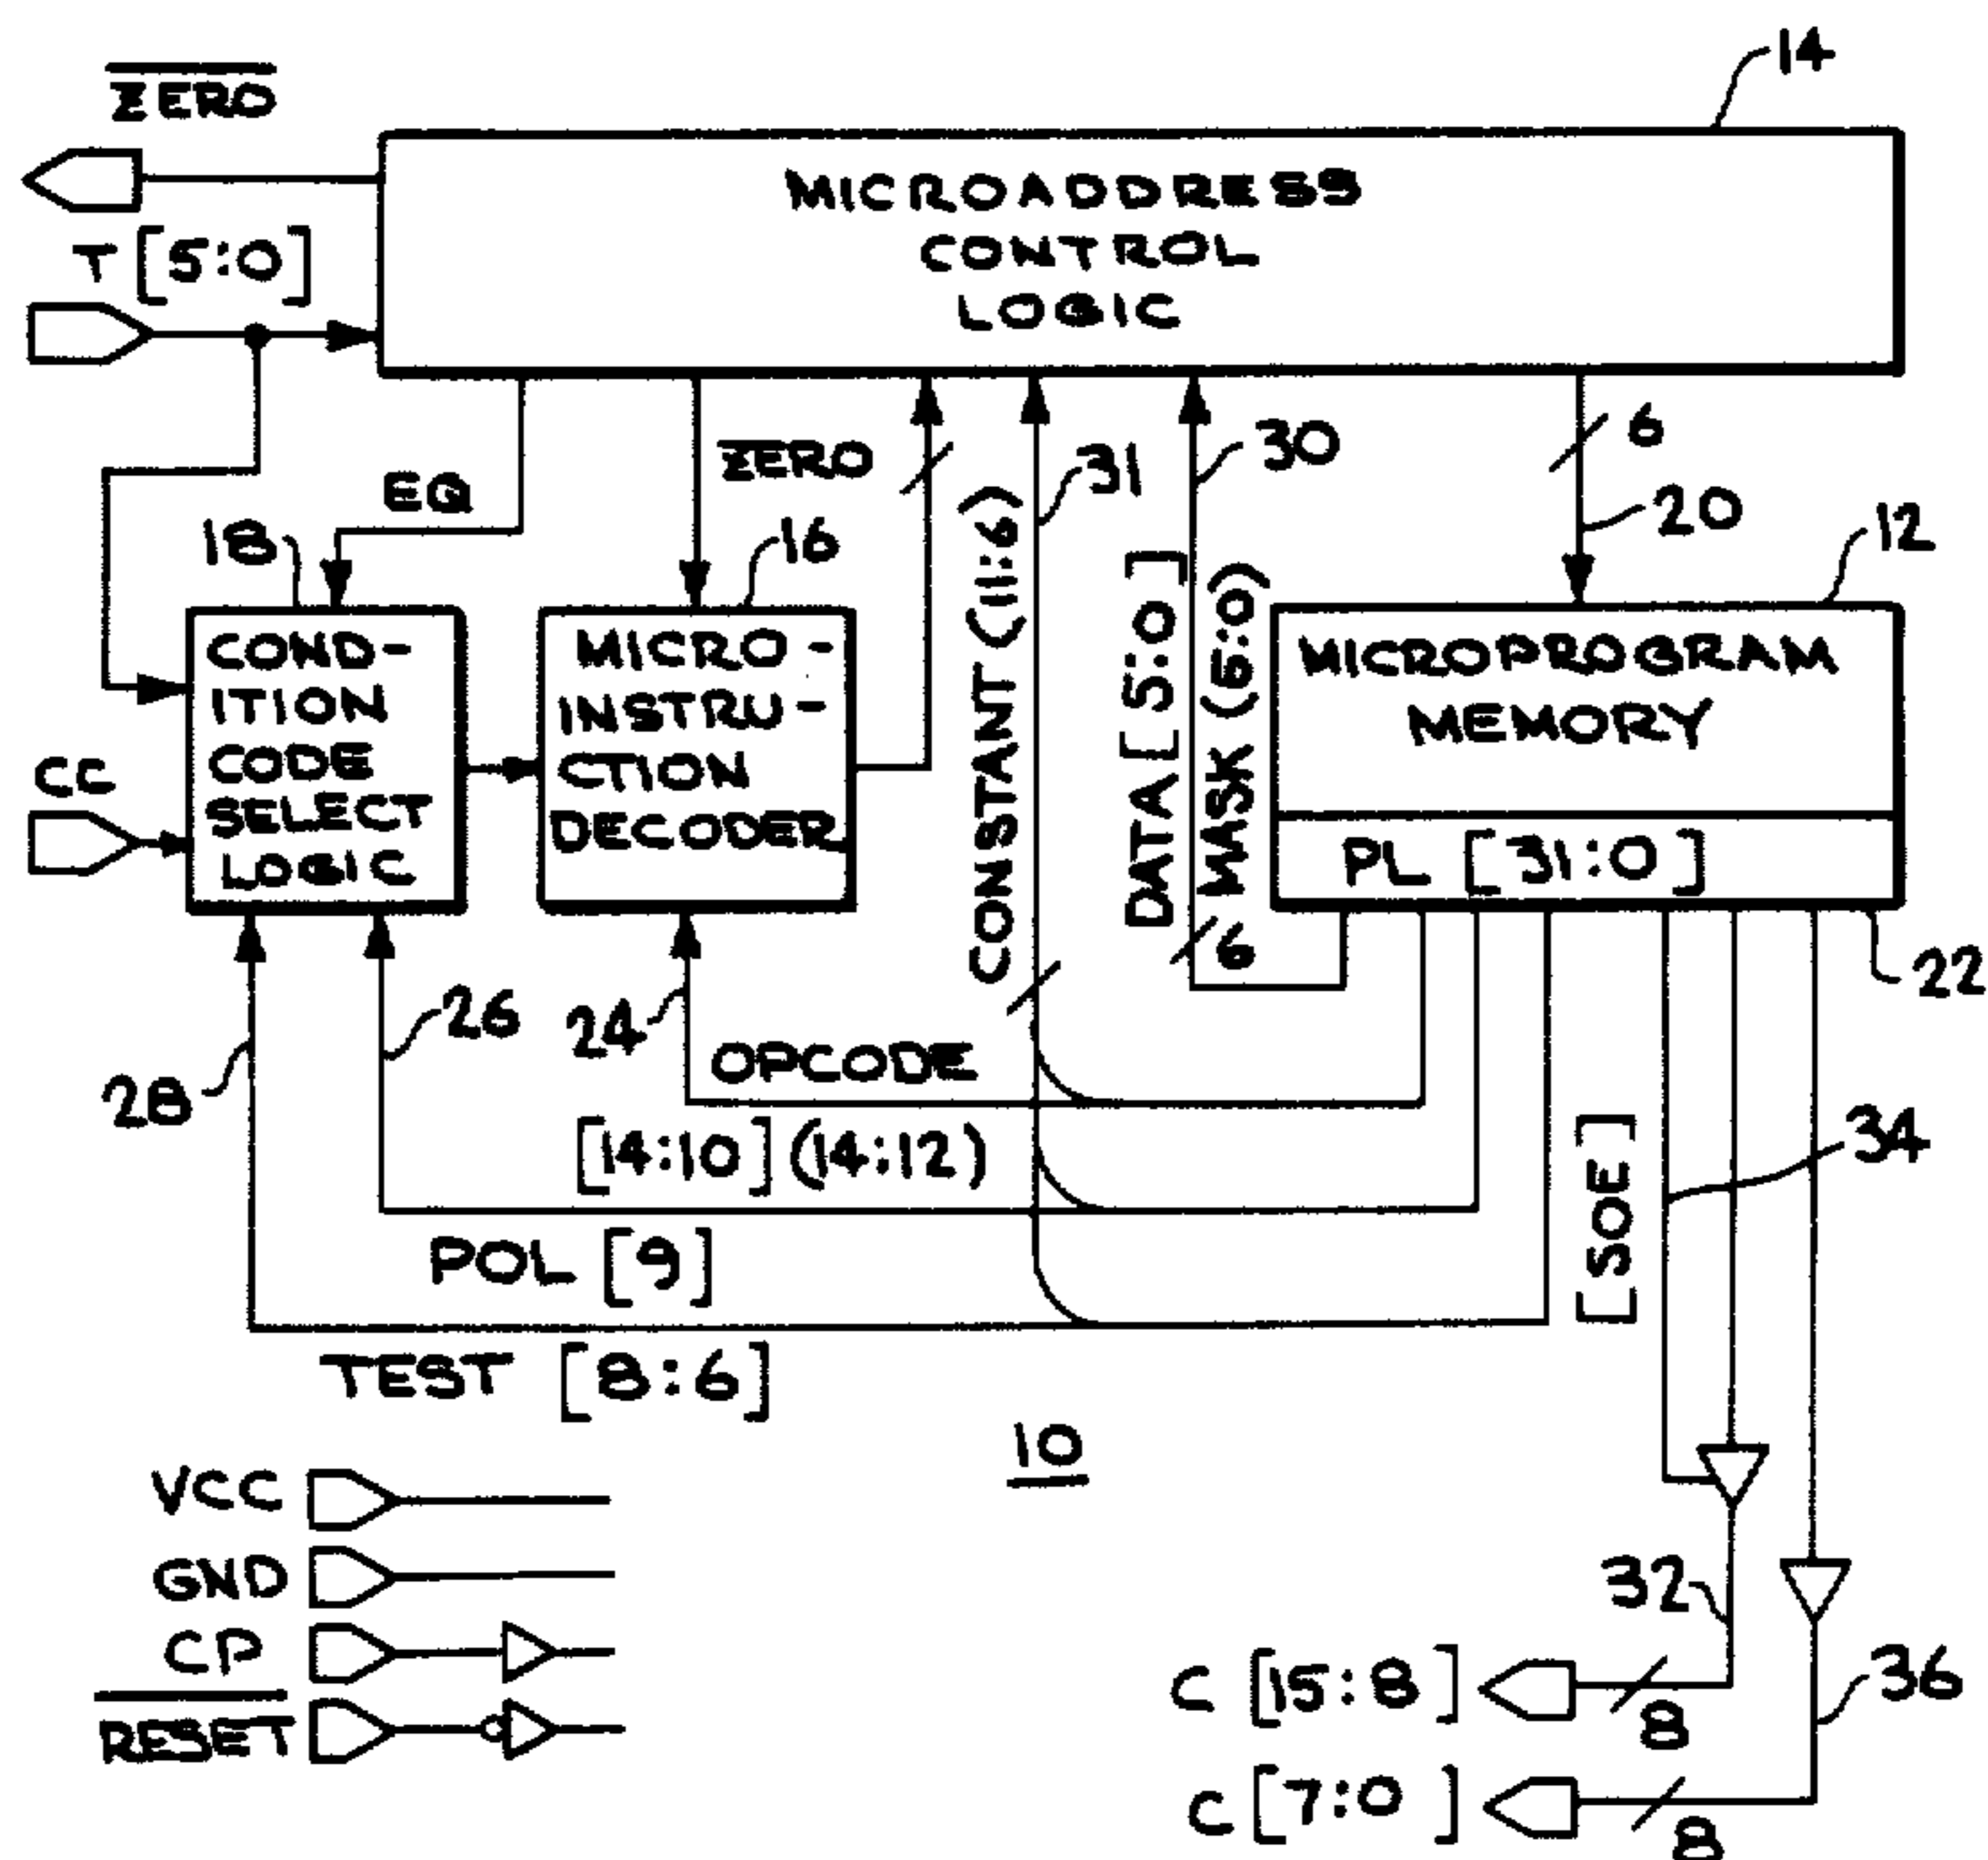 14
ZERO
T [5:0]
MICROADDRESS
CONTROL
LOGIC
EQ
ZERO
31
30
6
20
18
16
12
COND-
ITION
CODE
SELECT
LOGIC
MICRO-
INSTRU-
CTION
DECODER
CONSTANT (11:6)
DATA [5:0]
MASK (5:0)
MICROPROGRAM
MEMORY
PL [31:0]
CC
6
22
26
24
28
OPCODE
[14:10](14:12)
[SOE]
34
POL [9]
TEST [8:6]
10
VCC
GND
CP
RESET
32
36
C [15:8]
8
C [7:0]
8